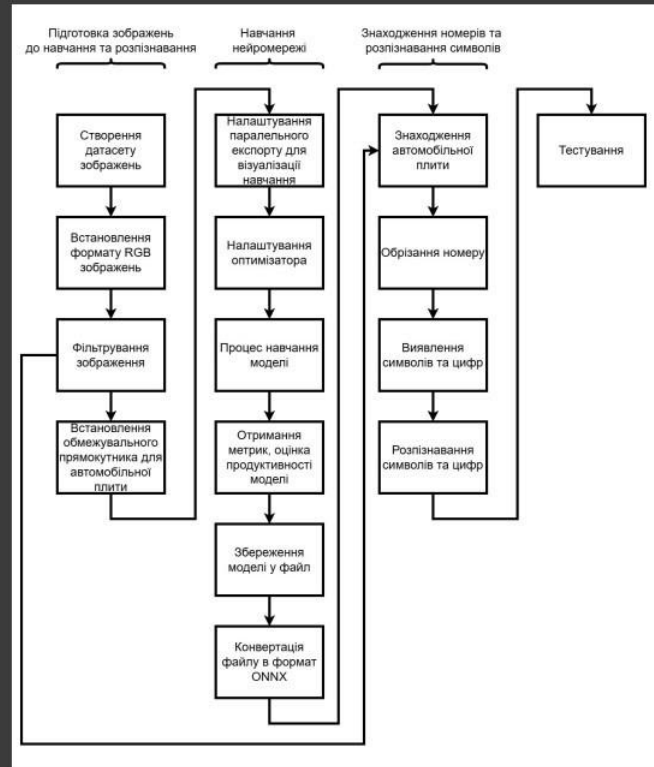 Підготовка зображень
до навчання та розпізнавання
Навчання
нейромережі
Знаходження номерів та
розпізнавання символів
Створення
датасету
зображень
Встановлення
формату RGB
зображень
Фільтрування
зображення
Встановлення
обмежувального
прямокутника для
автомобільної
плити
Налаштування
паралельного
експорту для
візуалізації
навчання
Налаштування
оптимізатора
Процес навчання
моделі
Отримання
метрик, оцінка
продуктивності
моделі
Збереження
моделі у файл
Конвертація
файлу в формат
ONNX
Знаходження
автомобільної
плити
Обрізання номеру
Виявлення
символів та цифр
Розпізнавання
символів та цифр
Тестування